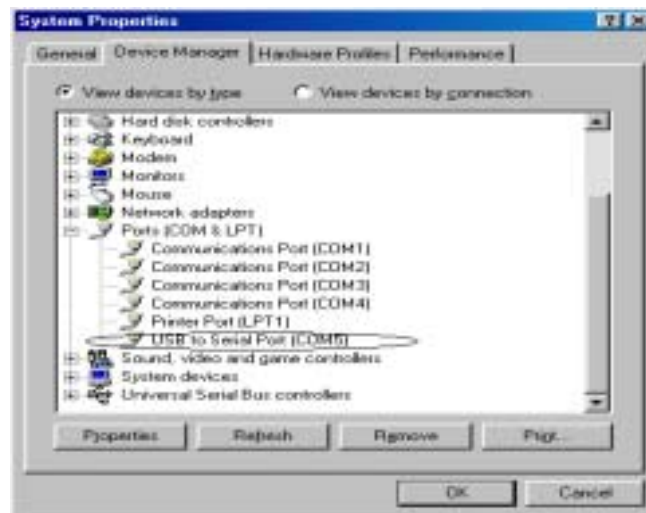 System Properties
General Device Manager Hardware Profiles Performance
View devices by type View devices by connection
Hard disk controllers
Keyboard
Modem
Monitors
Mouse
Network adapters
Ports (COM & LPT)
Communications Port (COM1)
Communications Port (COM2)
Communications Port (COM3)
Communications Port (COM4)
Printer Port (LPT1)
USB to Serial Port (COM5)
Sound, video and game controllers
System devices
Universal Serial Bus controllers
Properties Refresh Remove Print...
OK Cancel